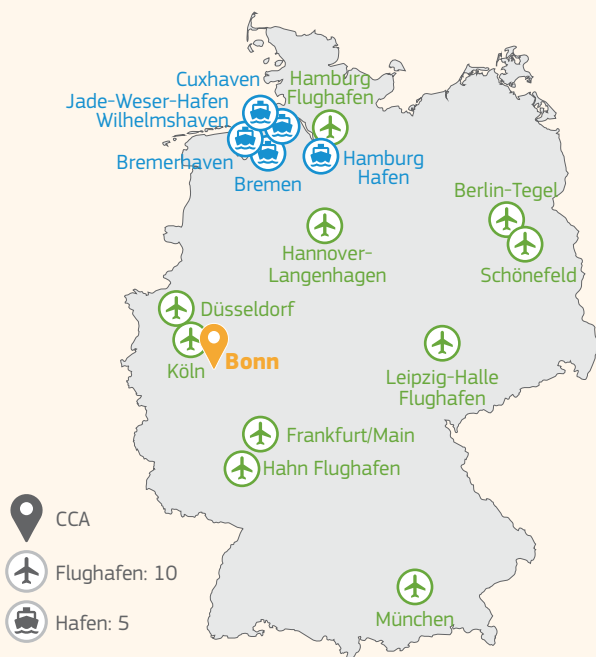 Cuxhaven
Hamburg
Flughafen
Jade-Weser-Hafen
Wilhelmshaven
Bremerhaven
Bremen
Hamburg
Hafen
Berlin-Tegel
Schönefeld
Hannover-
Langenhagen
Düsseldorf
Köln
Bonn
Leipzig-Halle
Flughafen
Frankfurt/Main
Hahn Flughafen
CCA
Flughafen: 10
Hafen: 5
München